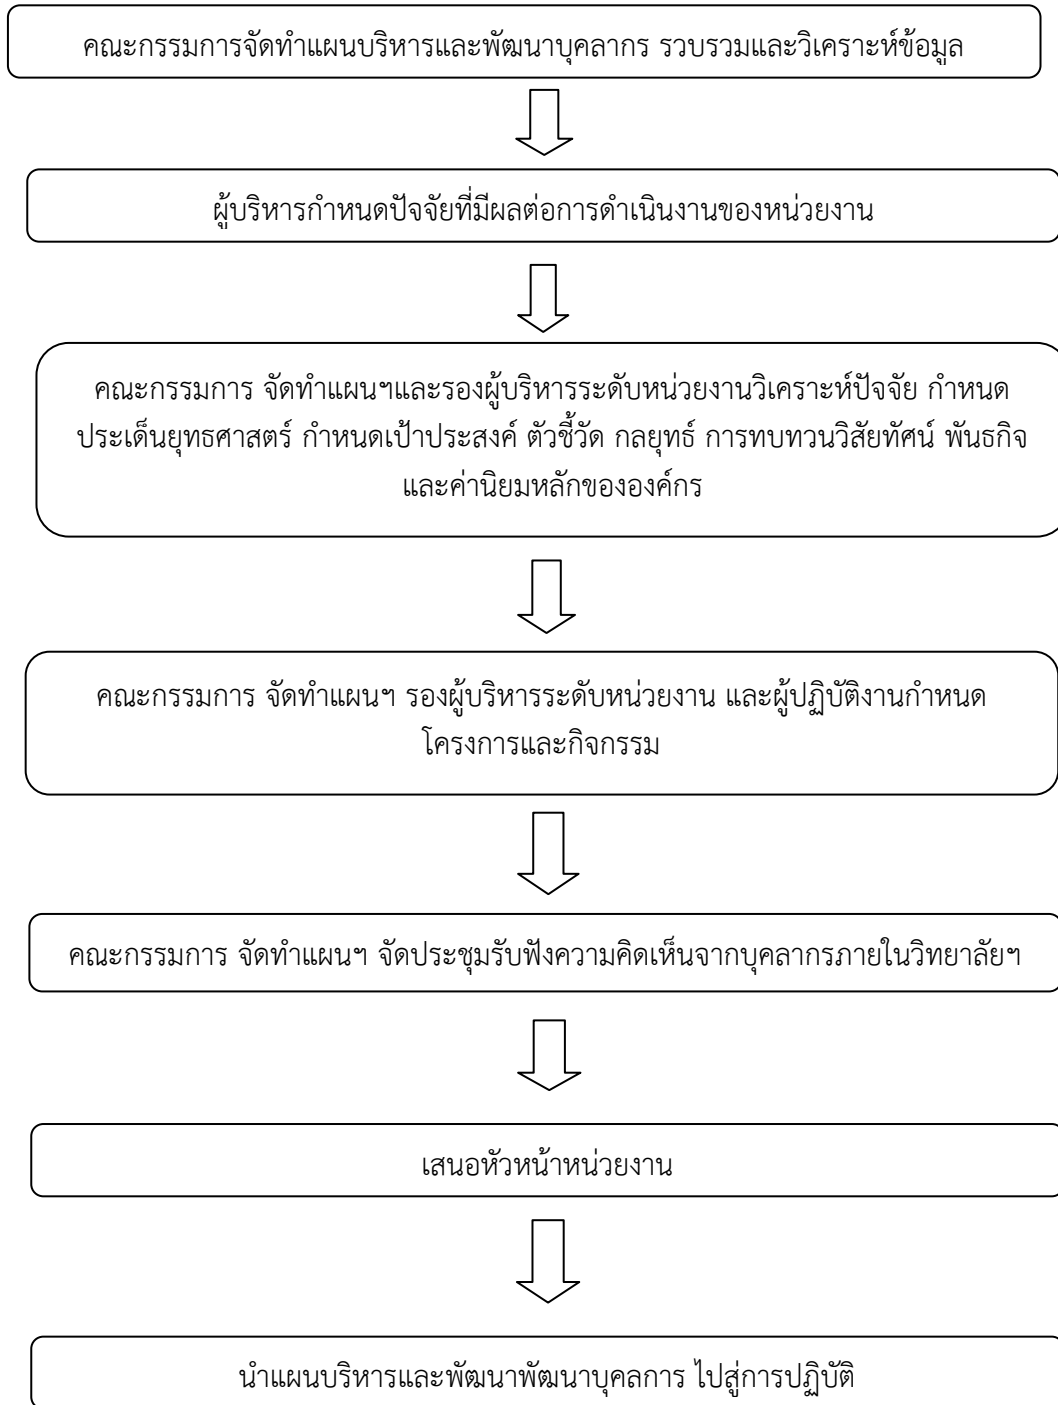 คณะกรรมการจัดทำแผนบริหารและพัฒนาบุคลากร รวบรวมและวิเคราะห์ข้อมูล
ผู้บริหารกำหนดปัจจัยที่มีผลต่อการดำเนินงานของหน่วยงาน
คณะกรรมการ จัดทำแผนฯและรองผู้บริหารระดับหน่วยงานวิเคราะห์ปัจจัย กำหนด
ประเด็นยุทธศาสตร์ กำหนดเป้าประสงค์ ตัวชี้วัด กลยุทธ์ การทบทวนวิสัยทัศน์ พันธกิจ
และค่านิยมหลักขององค์กร
คณะกรรมการ จัดทำแผนฯ รองผู้บริหารระดับหน่วยงาน และผู้ปฏิบัติงานกำหนด
โครงการและกิจกรรม
คณะกรรมการ จัดทำแผนฯ จัดประชุมรับฟังความคิดเห็นจากบุคลากรภายในวิทยาลัยฯ
เสนอหัวหน้าหน่วยงาน
นำแผนบริหารและพัฒนาพัฒนาบุคลการ ไปสู่การปฏิบัติ